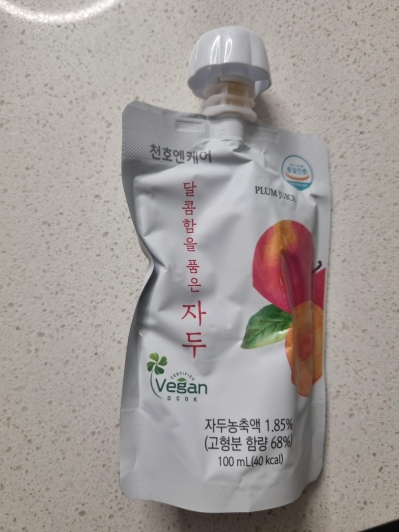 천호엔케어
PLUM JUICE
달콤함을 품은
자두
CERTIFIED
Vegan
자두농축액 1.85%
(고형분 함량 68%)
100 mL(40 kcal)